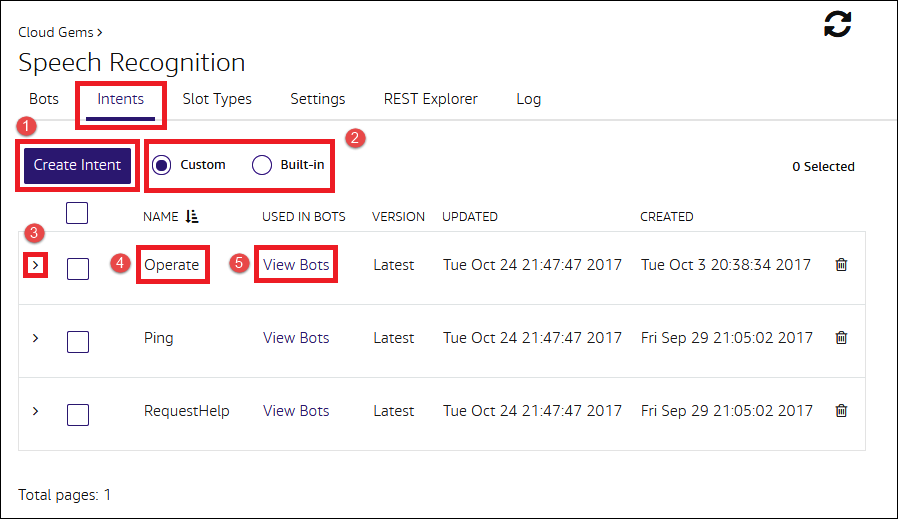 Cloud Gems >
Speech Recognition
Bots Intents Slot Types Settings REST Explorer Log
1 2
Create Intent Custom Built-in 0 Selected
NAME USED IN BOTS VERSION UPDATED CREATED
3
> 4 Operate 5 View Bots Latest Tue Oct 24 21:47:47 2017 Tue Oct 3 20:38:34 2017
> Ping View Bots Latest Tue Oct 24 21:47:47 2017 Fri Sep 29 21:05:02 2017
> RequestHelp View Bots Latest Tue Oct 24 21:47:47 2017 Fri Sep 29 21:05:02 2017
Total pages: 1